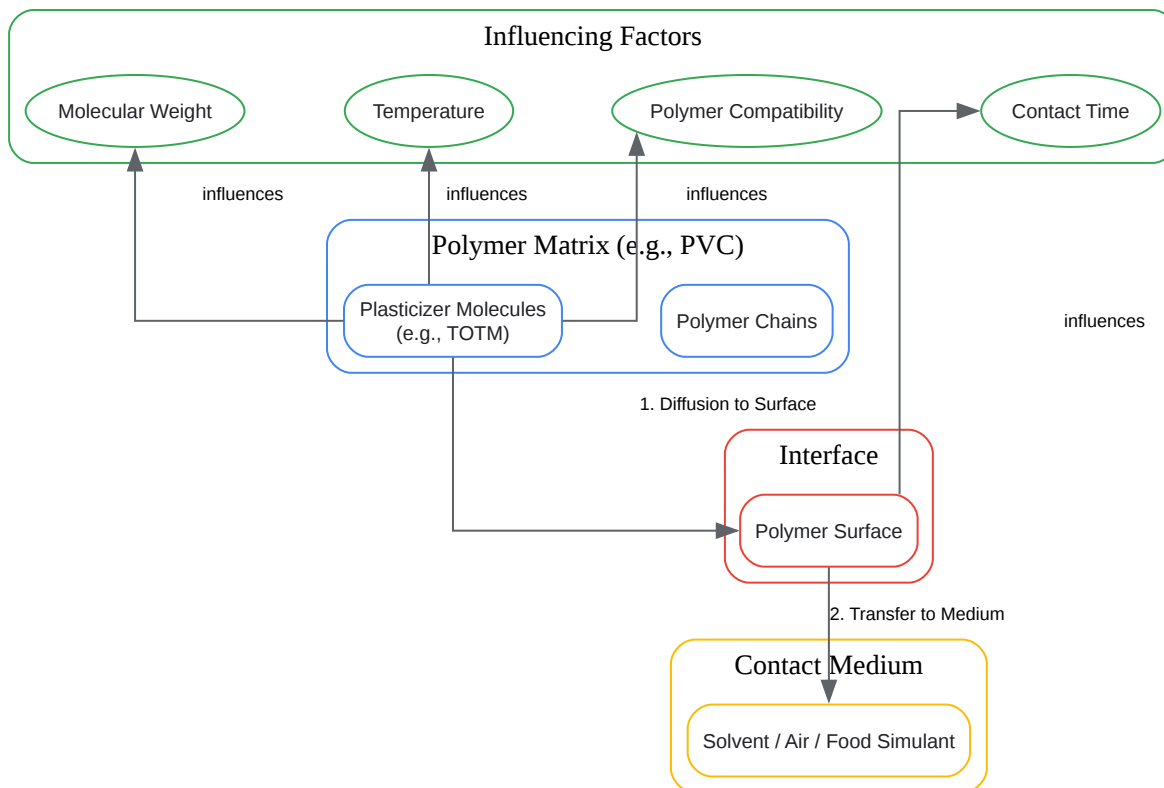 Influencing Factors
Molecular Weight
Temperature
Polymer Compatibility
Contact Time
influences
influences
influences
Polymer Matrix (e.g., PVC)
Plasticizer Molecules
(e.g., TOTM)
Polymer Chains
influences
1. Diffusion to Surface
Interface
Polymer Surface
2. Transfer to Medium
Contact Medium
Solvent / Air / Food Simulant